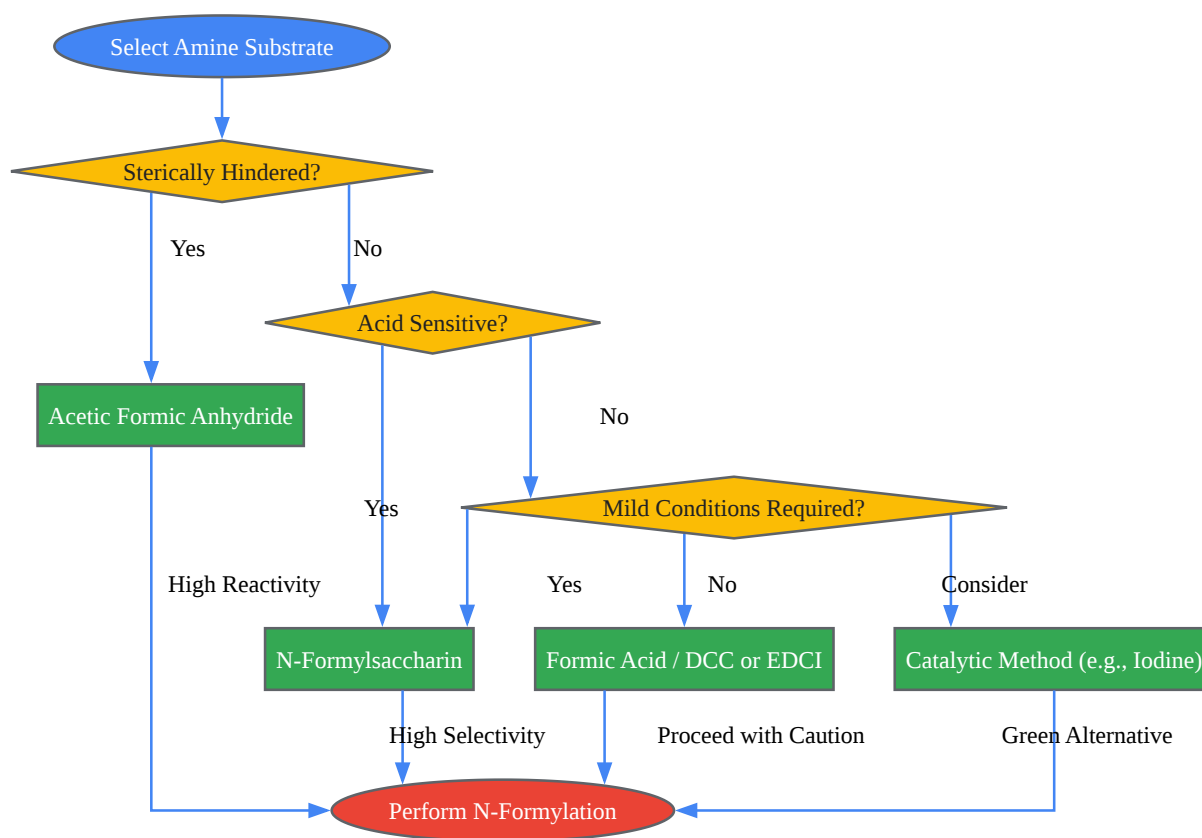 Select Amine Substrate
Sterically Hindered?
Yes
No
Acid Sensitive?
Acetic Formic Anhydride
No
Yes
Mild Conditions Required?
High Reactivity
Yes
No
Consider
N-Formylsaccharin
Formic Acid / DCC or EDCI
Catalytic Method (e.g., Iodine)
High Selectivity
Proceed with Caution
Green Alternative
Perform N-Formylation